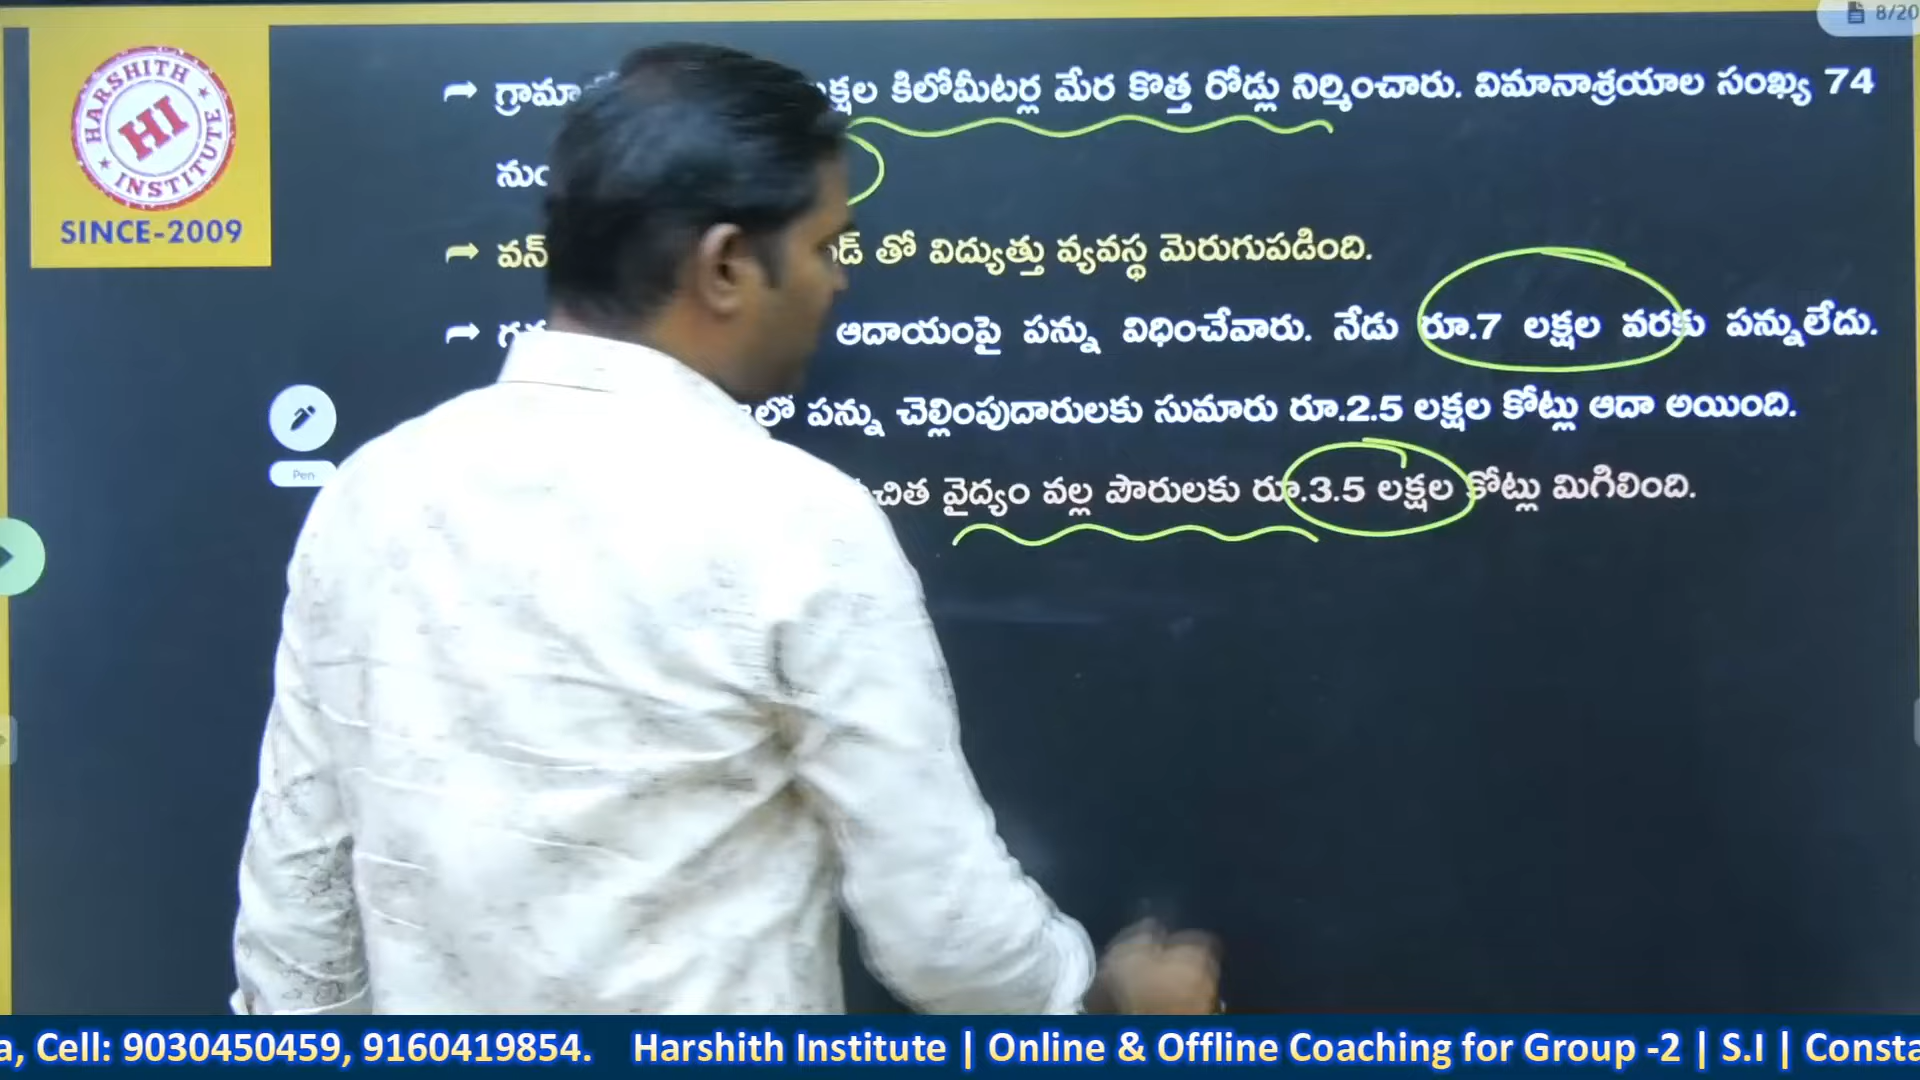 8/20
HARSHITH
HI
INSTITUTE
SINCE-2009
లక్షల కిలోమీటర్ల మేర కొత్త రోడ్లు నిర్మించారు. విమానాశ్రయాల సంఖ్య 74
తో విద్యుత్తు వ్యవస్థ మెరుగుపడింది.
ఆదాయంపై పన్ను విధించేవారు. నేడు రూ.7 లక్షల వరకు పన్నులేదు.
పన్ను చెల్లింపుదారులకు సుమారు రూ.2.5 లక్షల కోట్లు ఆదా అయింది.
వైద్యం వల్ల పౌరులకు రూ.3.5 లక్షల కోట్లు మిగిలింది.
Pen
Cell: 9030450459, 9160419854. Harshith Institute | Online & Offline Coaching for Group -2 | S.I |